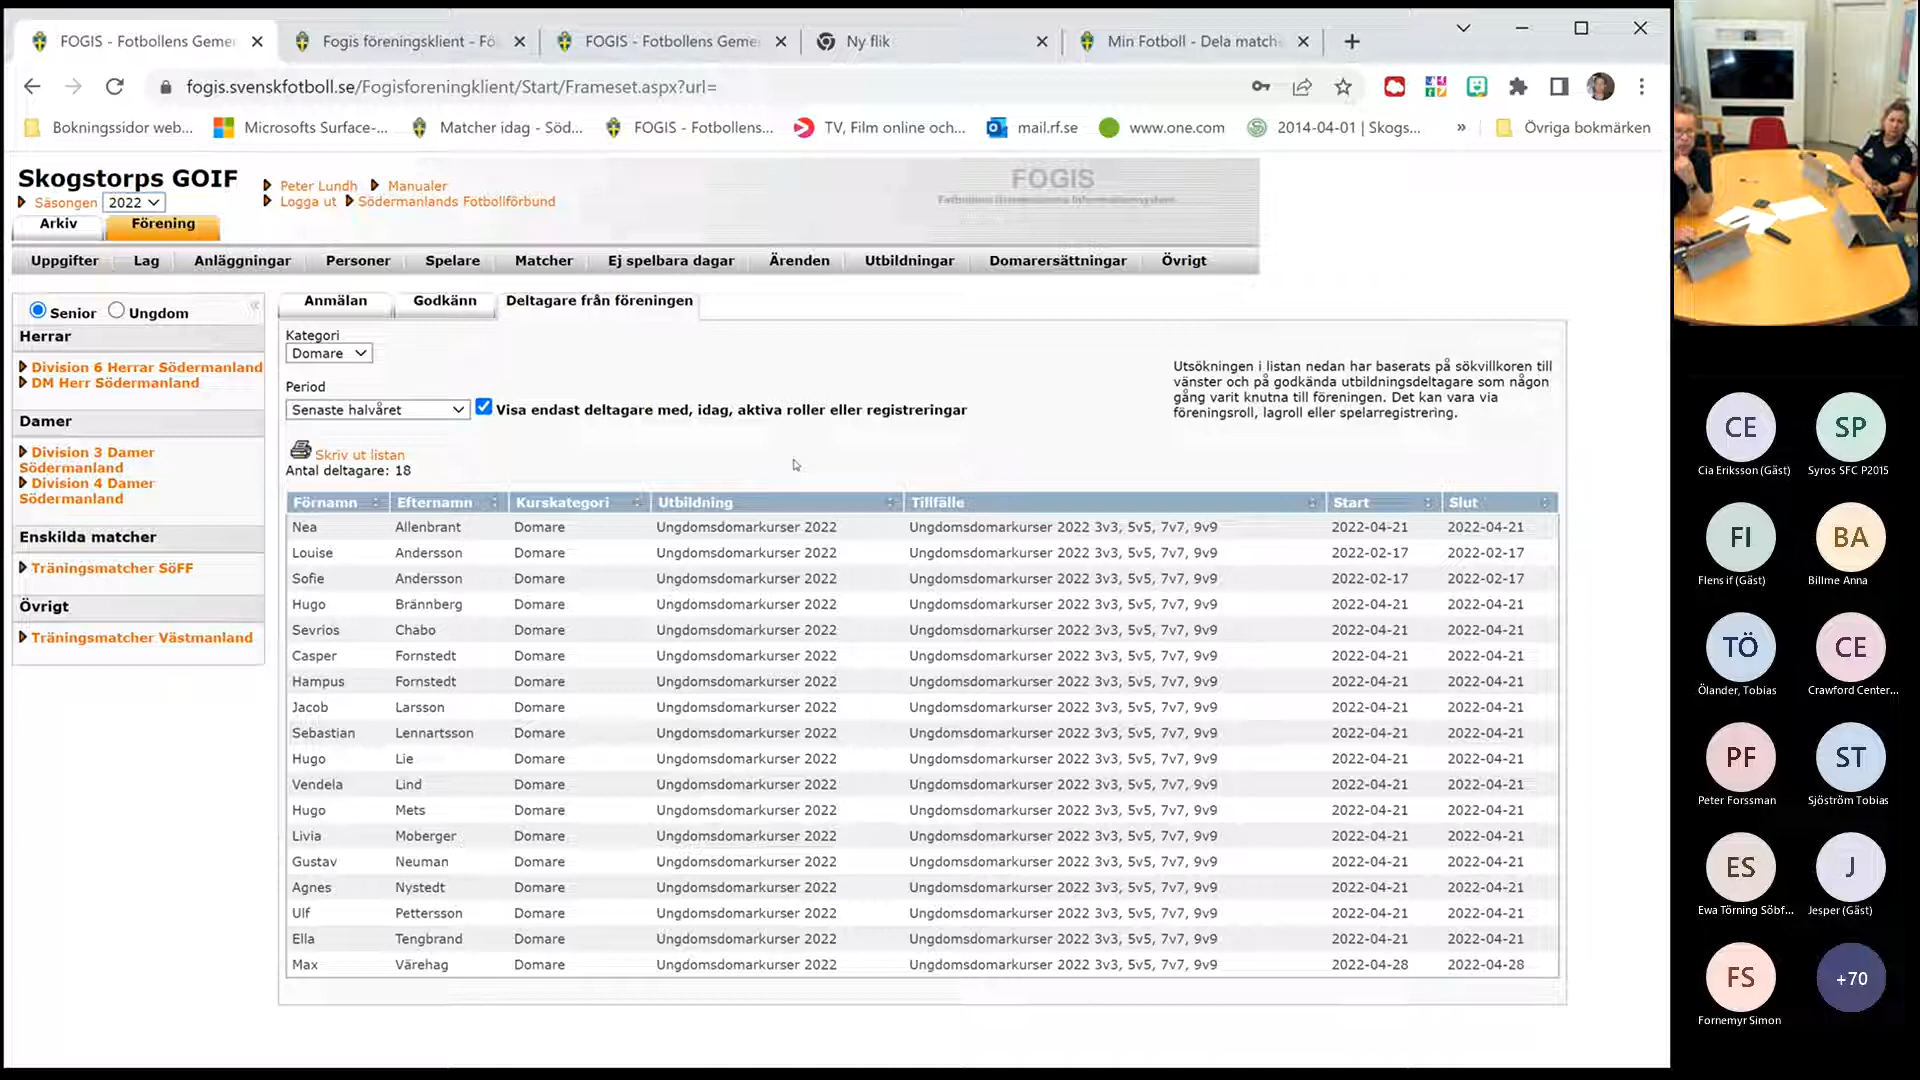 FOGIS - Fotbollens Geme
Fogis föreningsklient - Fö
FOGIS - Fotbollens Geme
Ny flik
Min Fotboll - Dela match
fogis.svenskfotboll.se/Fogisforeningklient/Start/Frameset.aspx?url=
Bokningssidor web...
Microsofts Surface-...
Matcher idag - Söd...
FOGIS - Fotbollens...
TV, Film online och...
mail.rf.se
www.one.com
2014-04-01 | Skogs...
»
Övriga bokmärken
Skogstorps GOIF
Peter Lundh
Manualer
FOGIS
Säsongen 2022
Logga ut
Södermanlands Fotbollförbund
Arkiv
Förening
Uppgifter Lag Anläggningar Personer Spelare Matcher Ej spelbara dagar Ärenden Utbildningar Domarersättningar Övrigt
Senior Ungdom
Herrar
Division 6 Herrar Södermanland
DM Herr Södermanland
Damer
Division 3 Damer
Södermanland
Division 4 Damer
Södermanland
Enskilda matcher
Träningsmatcher SöFF
Övrigt
Träningsmatcher Västmanland
Anmälan Godkänn Deltagare från föreningen
Kategori
Domare
Period
Senaste halvåret
Visa endast deltagare med, idag, aktiva roller eller registreringar
Utsökningen i listan nedan har baserats på sökvillkoren till
vänster och på godkända utbildningsdeltagare som någon
gång varit knutna till föreningen. Det kan vara via
föreningsroll, lagroll eller spelarregistrering.
Skriv ut listan
Antal deltagare: 18
Förnamn Efternamn Kurskategori Utbildning Tillfälle Start Slut
Nea Allenbrant Domare Ungdomsdomarkurser 2022 Ungdomsdomarkurser 2022 3v3, 5v5, 7v7, 9v9 2022-04-21 2022-04-21
Louise Andersson Domare Ungdomsdomarkurser 2022 Ungdomsdomarkurser 2022 3v3, 5v5, 7v7, 9v9 2022-02-17 2022-02-17
Sofie Andersson Domare Ungdomsdomarkurser 2022 Ungdomsdomarkurser 2022 3v3, 5v5, 7v7, 9v9 2022-02-17 2022-02-17
Hugo Brännberg Domare Ungdomsdomarkurser 2022 Ungdomsdomarkurser 2022 3v3, 5v5, 7v7, 9v9 2022-04-21 2022-04-21
Sevrios Chabo Domare Ungdomsdomarkurser 2022 Ungdomsdomarkurser 2022 3v3, 5v5, 7v7, 9v9 2022-04-21 2022-04-21
Casper Fornstedt Domare Ungdomsdomarkurser 2022 Ungdomsdomarkurser 2022 3v3, 5v5, 7v7, 9v9 2022-04-21 2022-04-21
Hampus Fornstedt Domare Ungdomsdomarkurser 2022 Ungdomsdomarkurser 2022 3v3, 5v5, 7v7, 9v9 2022-04-21 2022-04-21
Jacob Larsson Domare Ungdomsdomarkurser 2022 Ungdomsdomarkurser 2022 3v3, 5v5, 7v7, 9v9 2022-04-21 2022-04-21
Sebastian Lennartsson Domare Ungdomsdomarkurser 2022 Ungdomsdomarkurser 2022 3v3, 5v5, 7v7, 9v9 2022-04-21 2022-04-21
Hugo Lie Domare Ungdomsdomarkurser 2022 Ungdomsdomarkurser 2022 3v3, 5v5, 7v7, 9v9 2022-04-21 2022-04-21
Vendela Lind Domare Ungdomsdomarkurser 2022 Ungdomsdomarkurser 2022 3v3, 5v5, 7v7, 9v9 2022-04-21 2022-04-21
Hugo Mets Domare Ungdomsdomarkurser 2022 Ungdomsdomarkurser 2022 3v3, 5v5, 7v7, 9v9 2022-04-21 2022-04-21
Livia Moberger Domare Ungdomsdomarkurser 2022 Ungdomsdomarkurser 2022 3v3, 5v5, 7v7, 9v9 2022-04-21 2022-04-21
Gustav Neuman Domare Ungdomsdomarkurser 2022 Ungdomsdomarkurser 2022 3v3, 5v5, 7v7, 9v9 2022-04-21 2022-04-21
Agnes Nystedt Domare Ungdomsdomarkurser 2022 Ungdomsdomarkurser 2022 3v3, 5v5, 7v7, 9v9 2022-04-21 2022-04-21
Ulf Pettersson Domare Ungdomsdomarkurser 2022 Ungdomsdomarkurser 2022 3v3, 5v5, 7v7, 9v9 2022-04-21 2022-04-21
Ella Tengbrand Domare Ungdomsdomarkurser 2022 Ungdomsdomarkurser 2022 3v3, 5v5, 7v7, 9v9 2022-04-21 2022-04-21
Max Värehag Domare Ungdomsdomarkurser 2022 Ungdomsdomarkurser 2022 3v3, 5v5, 7v7, 9v9 2022-04-28 2022-04-28
CE SP
Cia Eriksson (Gäst) Syros SFC P2015
FI BA
Flens if (Gäst) Billme Anna
TÖ CE
Ölander, Tobias Crawford Center...
PF ST
Peter Forssman Sjöström Tobias
ES J
Ewa Törning Söbf... Jesper (Gäst)
FS +70
Fornemyr Simon